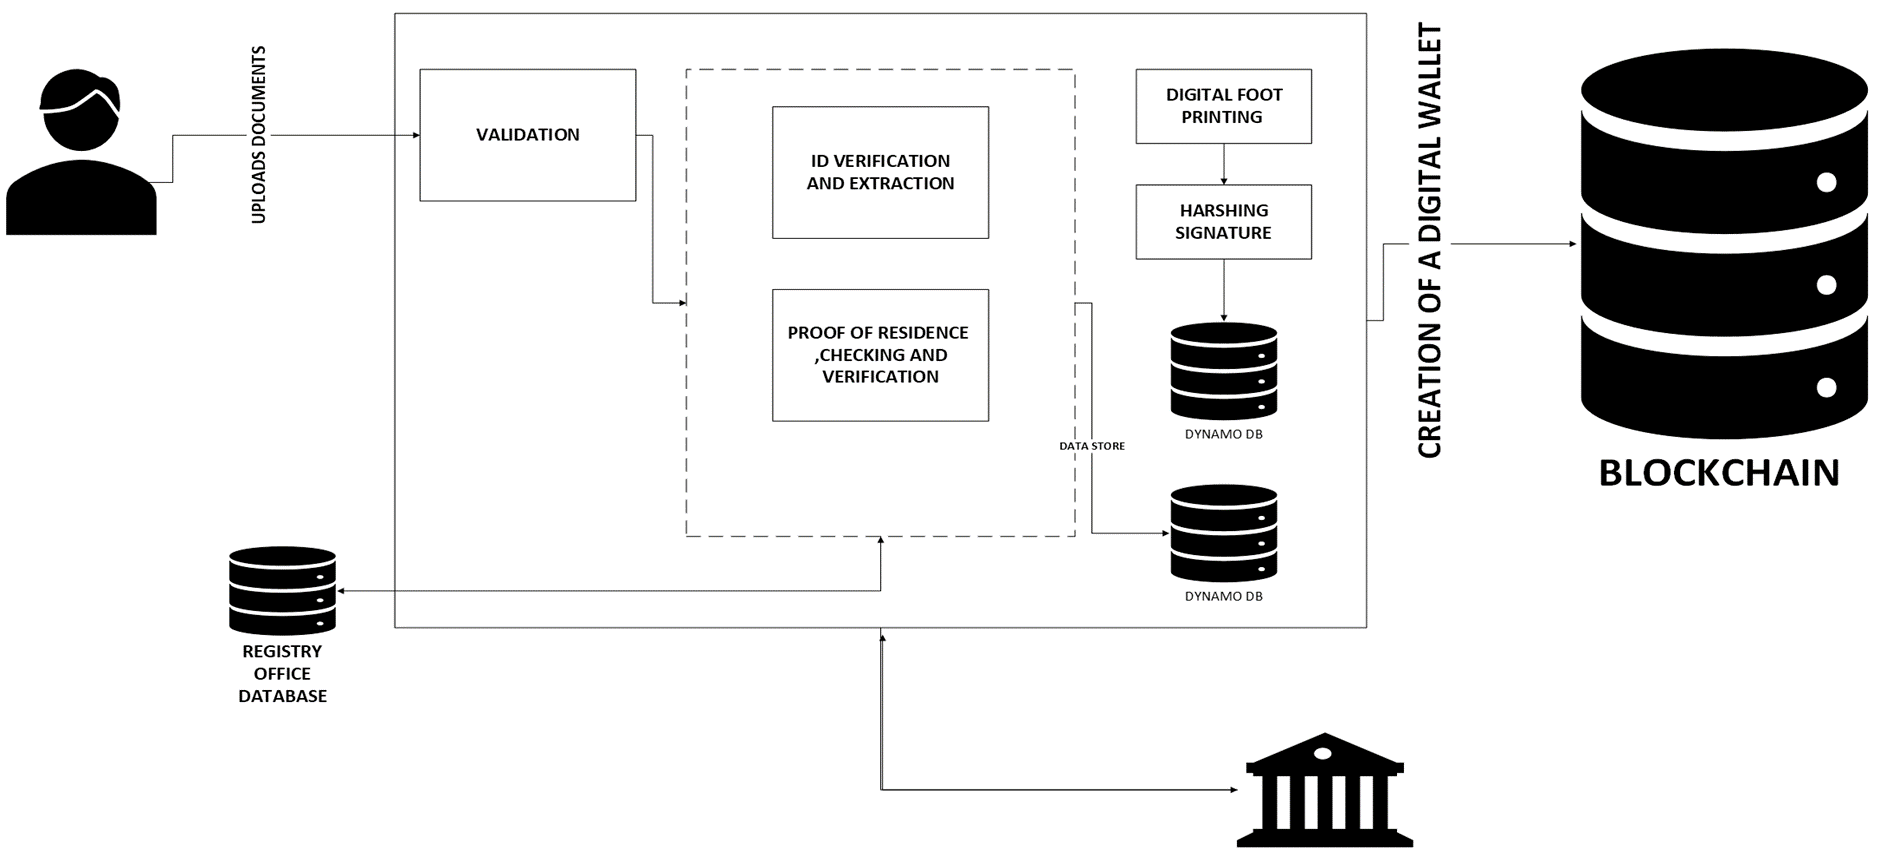 UPLOADS DOCUMENTS
VALIDATION
ID VERIFICATION
AND EXTRACTION
PROOF OF RESIDENCE
,CHECKING AND
VERIFICATION
DATA STORE
DIGITAL FOOT
PRINTING
HARSHING
SIGNATURE
DYNAMO DB
DYNAMO DB
CREATION OF A DIGITAL WALLET
BLOCKCHAIN
REGISTRY
OFFICE
DATABASE